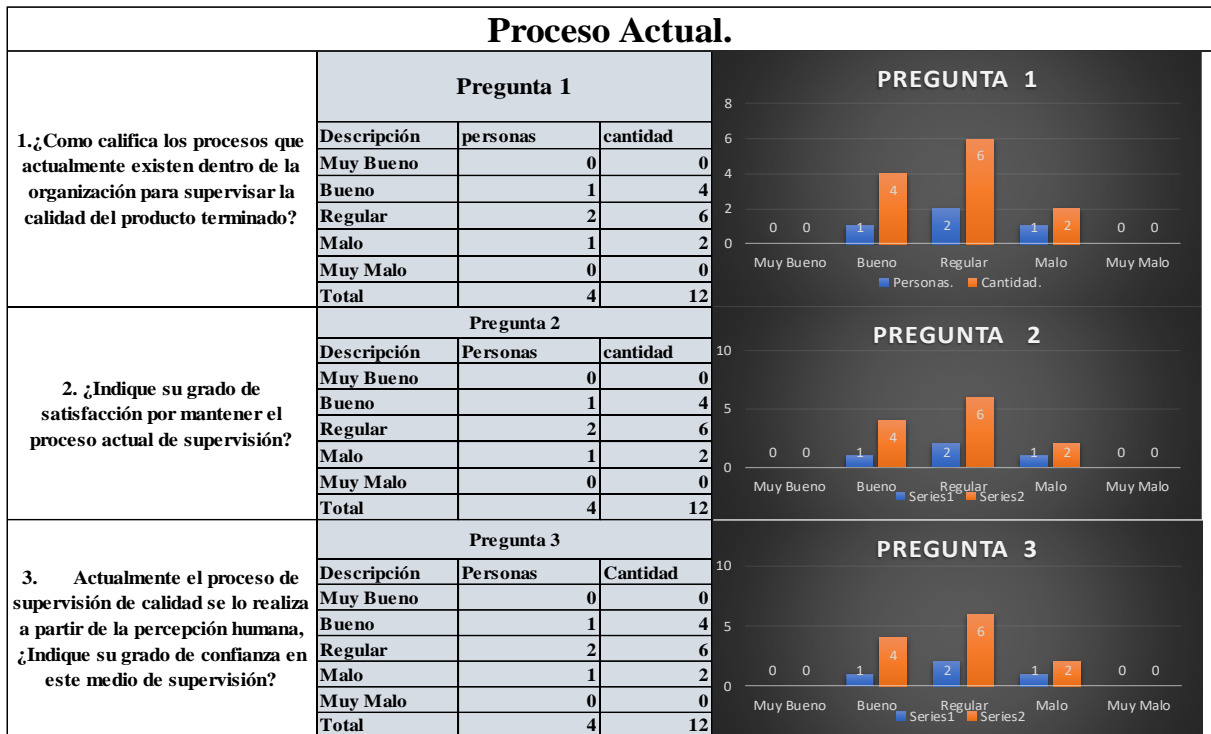 Proceso Actual.
1.¿Como califica los procesos que
actualmente existen dentro de la
organización para supervisar la
calidad del producto terminado?
Pregunta 1
Descripción personas cantidad
Muy Bueno 0 0
Bueno 1 4
Regular 2 6
Malo 1 2
Muy Malo 0 0
Total 4 12
PREGUNTA 1
8
6
4
2
0
0 0 1 4 2 6 1 2 0 0
Muy Bueno Bueno Regular Malo Muy Malo
Personas. Cantidad.
2. ¿Indique su grado de
satisfacción por mantener el
proceso actual de supervisión?
Pregunta 2
Descripción Personas cantidad
Muy Bueno 0 0
Bueno 1 4
Regular 2 6
Malo 1 2
Muy Malo 0 0
Total 4 12
PREGUNTA 2
10
5
0
0 0 1 4 2 6 1 2 0 0
Muy Bueno Bueno Regular Malo Muy Malo
Series1 Series2
3. Actualmente el proceso de
supervisión de calidad se lo realiza
a partir de la percepción humana,
¿Indique su grado de confianza en
este medio de supervisión?
Pregunta 3
Descripción Personas Cantidad
Muy Bueno 0 0
Bueno 1 4
Regular 2 6
Malo 1 2
Muy Malo 0 0
Total 4 12
PREGUNTA 3
10
5
0
0 0 1 4 2 6 1 2 0 0
Muy Bueno Bueno Regular Malo Muy Malo
Series1 Series2